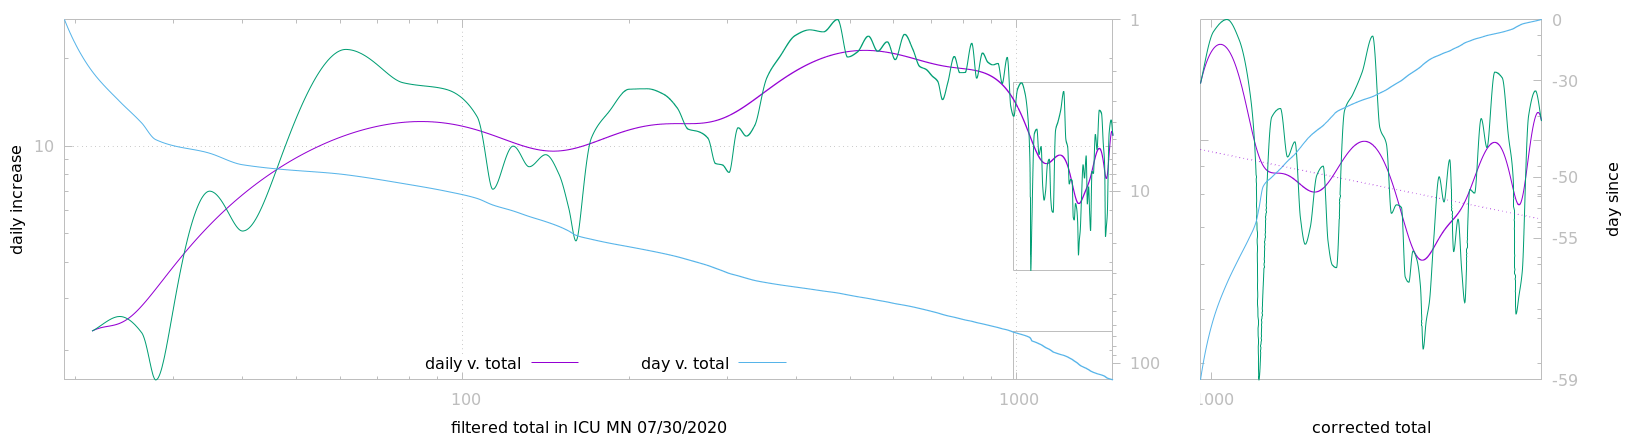 1
0
-30
10
10
-50
-55
daily increase
day since
daily v. total
day v. total
100
-59
100
1000
1000
filtered total in ICU MN 07/30/2020
corrected total